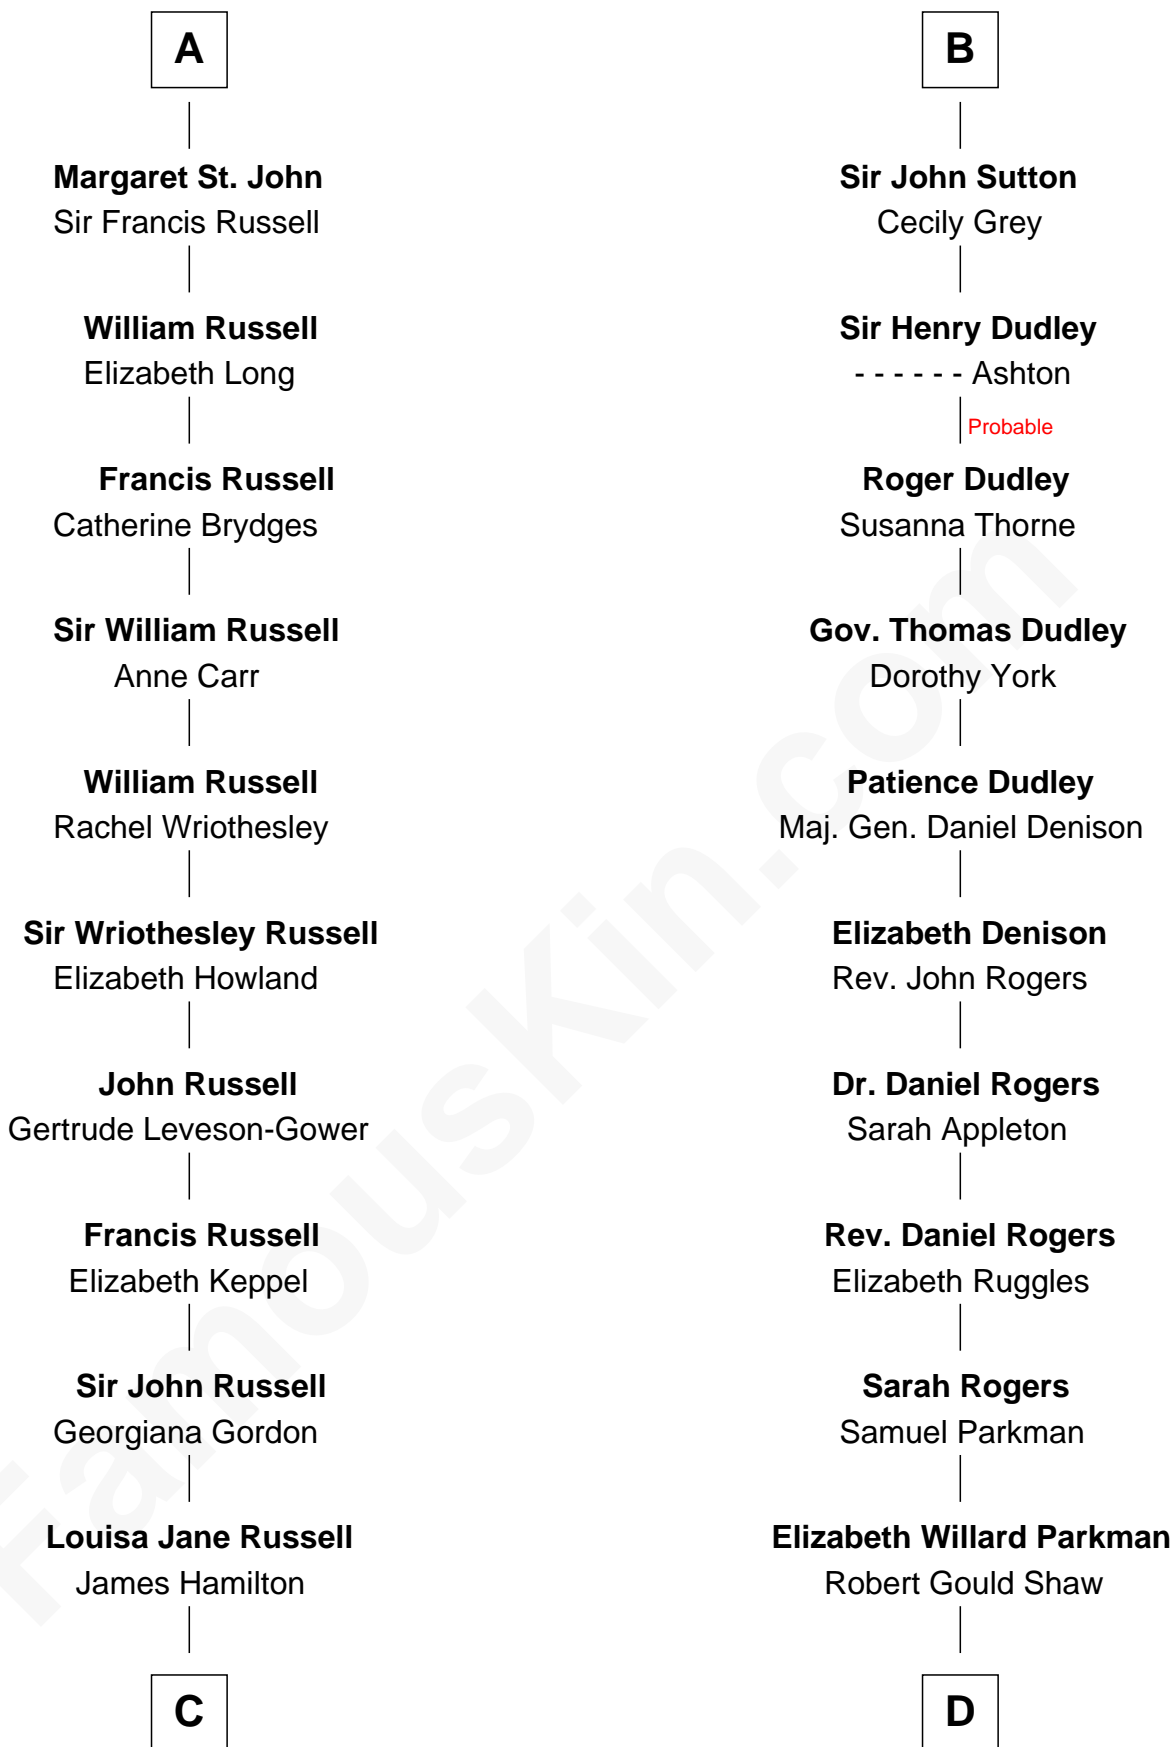 A
Margaret St. John
Sir Francis Russell
William Russell
Elizabeth Long
Francis Russell
Catherine Brydges
Sir William Russell
Anne Carr
William Russell
Rachel Wriothesley
Sir Wriothesley Russell
Elizabeth Howland
John Russell
Gertrude Leveson-Gower
Francis Russell
Elizabeth Keppel
Sir John Russell
Georgiana Gordon
Louisa Jane Russell
James Hamilton
C
B
Sir John Sutton
Cecily Grey
Sir Henry Dudley
- - - - - - Ashton
Probable
Roger Dudley
Susanna Thorne
Gov. Thomas Dudley
Dorothy York
Patience Dudley
Maj. Gen. Daniel Denison
Elizabeth Denison
Rev. John Rogers
Dr. Daniel Rogers
Sarah Appleton
Rev. Daniel Rogers
Elizabeth Ruggles
Sarah Rogers
Samuel Parkman
Elizabeth Willard Parkman
Robert Gould Shaw
D
FamousKin.com